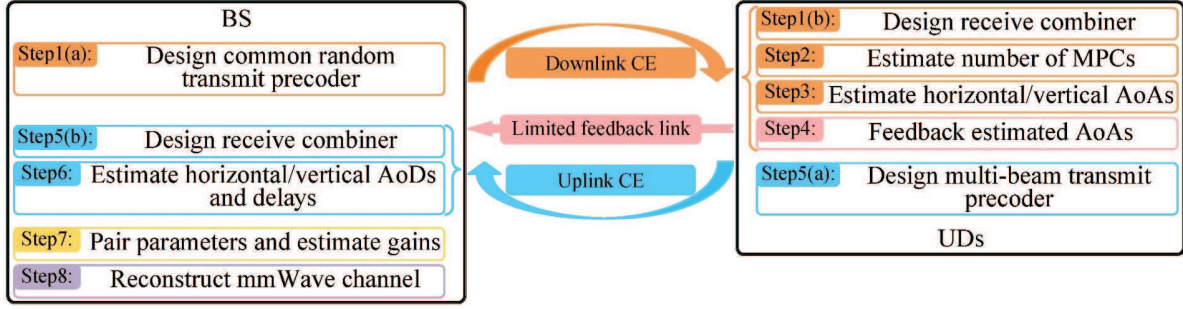 BS
Step1(a): Design common random
transmit precoder
Step5(b): Design receive combiner
Step6: Estimate horizontal/vertical AoDs
and delays
Step7: Pair parameters and estimate gains
Step8: Reconstruct mmWave channel
Downlink CE
Limited feedback link
Uplink CE
Step1(b): Design receive combiner
Step2: Estimate number of MPCs
Step3: Estimate horizontal/vertical AoAs
Step4: Feedback estimated AoAs
Step5(a): Design multi-beam transmit
precoder
UDs